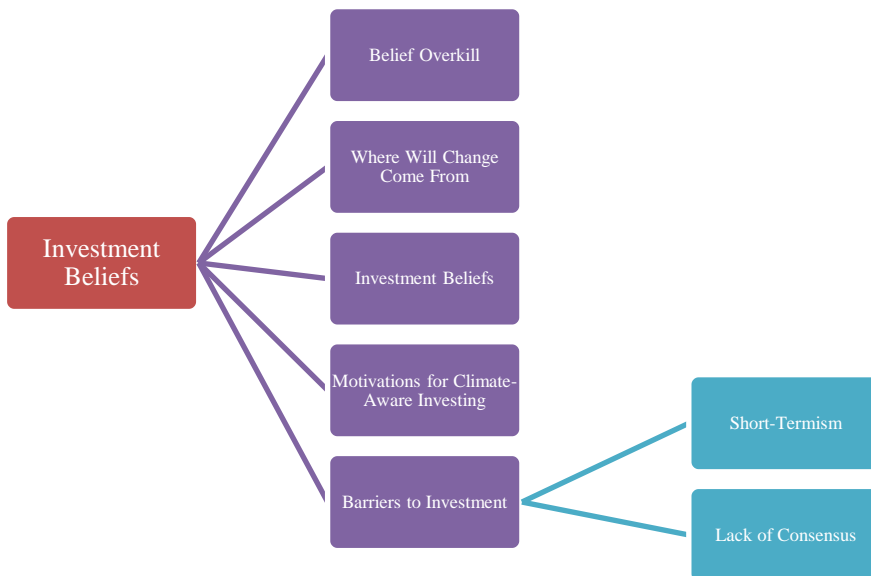 Investment
Beliefs
Belief Overkill
Where Will Change
Come From
Investment Beliefs
Motivations for Climate-
Aware Investing
Barriers to Investment
Short-Termism
Lack of Consensus